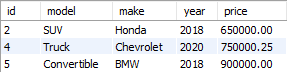 id model make year price
2 SUV Honda 2018 650000.00
4 Truck Chevrolet 2020 750000.25
5 Convertible BMW 2018 900000.00